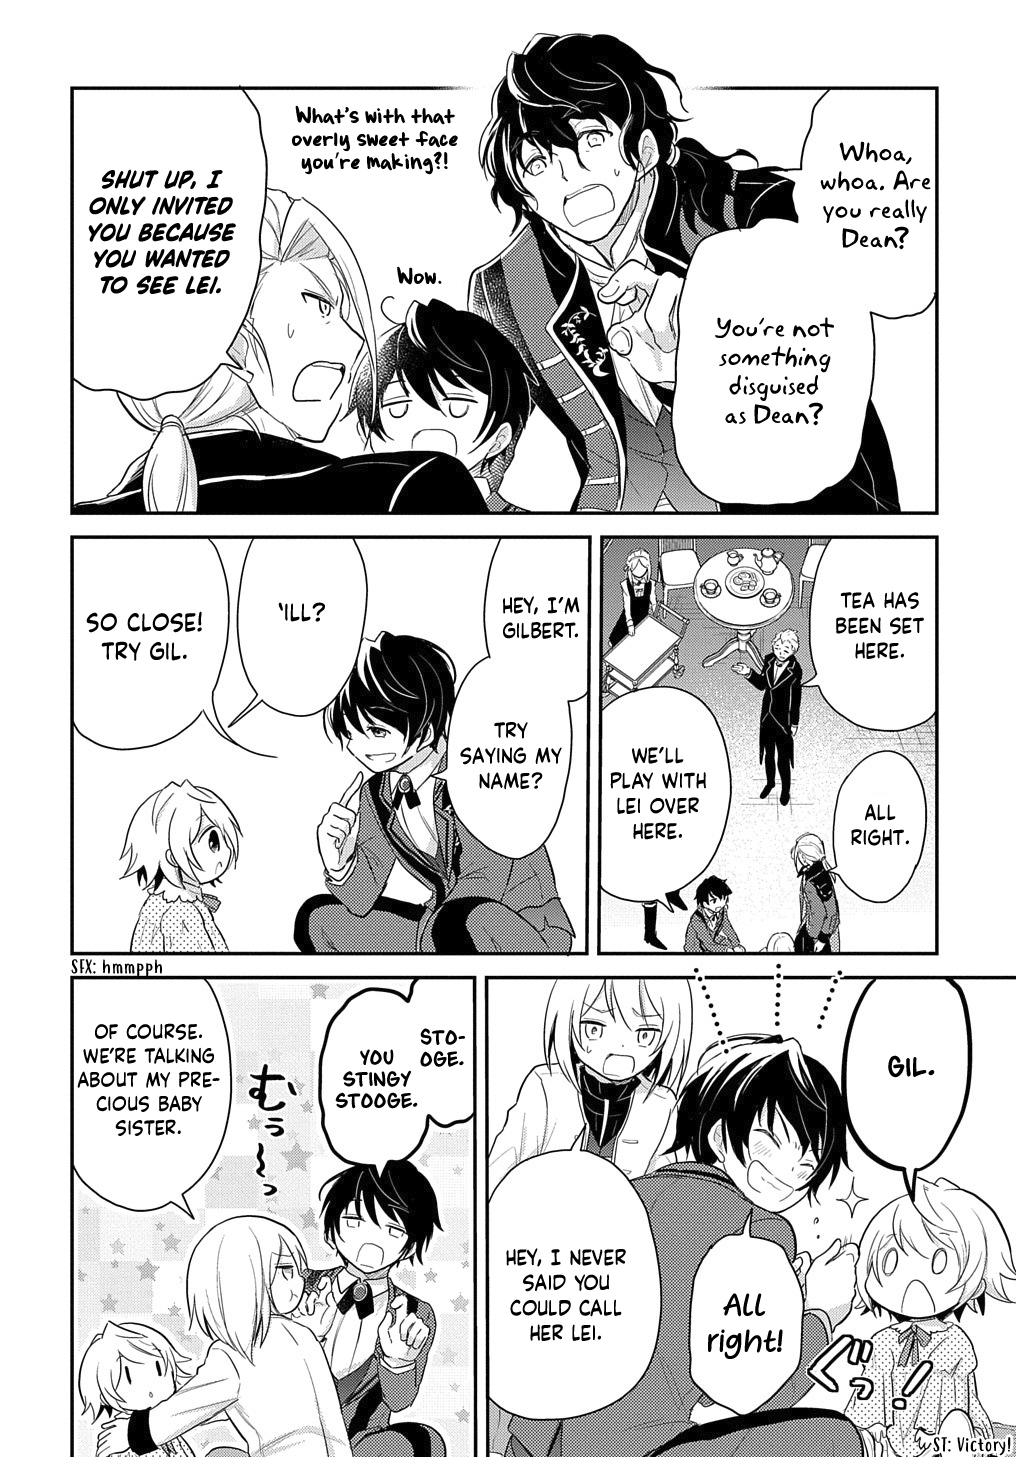 Whoa,
whoa. Are
you really
Dean?
You're not
something
disguised
as Dean?
What's with that
overly sweet face
you're making?!
Wow.
SHUT UP, I
ONLY INVITED
YOU BECAUSE
YOU WANTED
TO SEE LEI.
TEA HAS
BEEN SET
HERE.
ALL
RIGHT.
WE'LL
PLAY WITH
LEI OVER
HERE.
HEY, I'M
GILBERT.
TRY
SAYING MY
NAME?
'ILL?
SO CLOSE!
TRY GIL.
GIL.
All
right!
ぐっ!
ST: Victory!
HEY, I NEVER
SAID YOU
COULD CALL
HER LEI.
STO-
OGE.
YOU
STINGY
STOOGE.
SFX: hmmpph
むぅ〜っ
OF COURSE.
WE'RE TALKING
ABOUT MY PRE-
CIOUS BABY
SISTER.